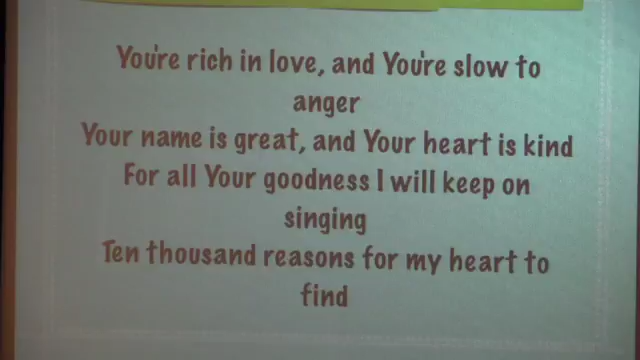 You're rich in love, and You're slow to
anger
Your name is great, and Your heart is kind
For all Your goodness I will keep on
singing
Ten thousand reasons for my heart to
find